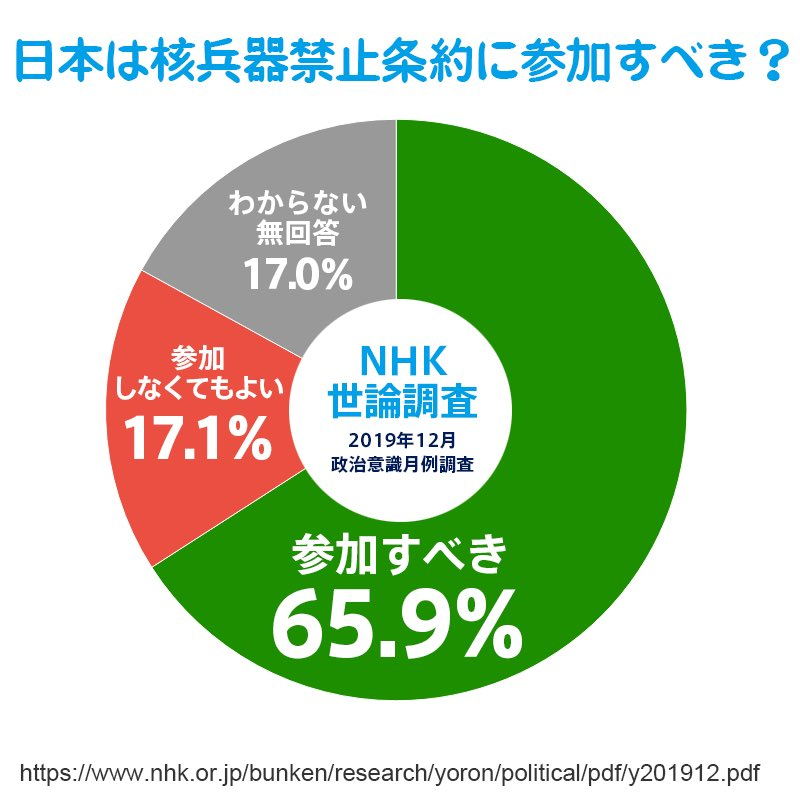 日本は核兵器禁止条約に参加すべき？
わからない
無回答
17.0%
参加
しなくてもよい
17.1%
NHK
世論調査
2019年12月
政治意識月例調査
参加すべき
65.9%
https://www.nhk.or.jp/bunken/research/yoron/political/pdf/y201912.pdf